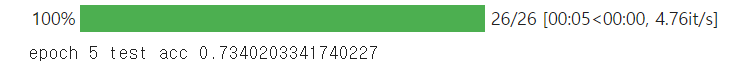 100% 26/26 [00:05<00:00, 4.76it/s]
epoch 5 test acc 0.7340203341740227